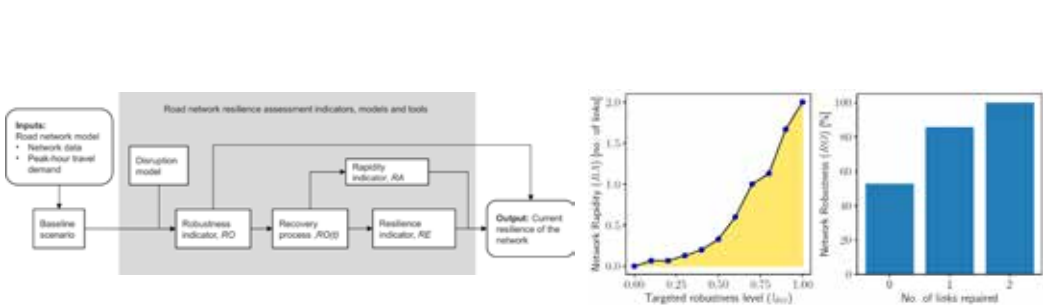 Road network resilience assessment indicators, models and tools
Inputs:
Road network model
• Network data
• Peak-hour travel
demand
Baseline
scenario
Disruption
model
Robustness
indicator, RO
Recovery
process ,RO(t)
Rapidity
indicator, RA
Resilience
indicator, RE
Output: Current
resilience of the
network
Network Rapidity (RA) [no. of links]
2.0
1.5
1.0
0.5
0.0
0.00 0.25 0.50 0.75 1.00
Targeted robustness level
Network Robustness (RO) [%]
100
80
60
40
20
0
0 1 2
No. of links repaired